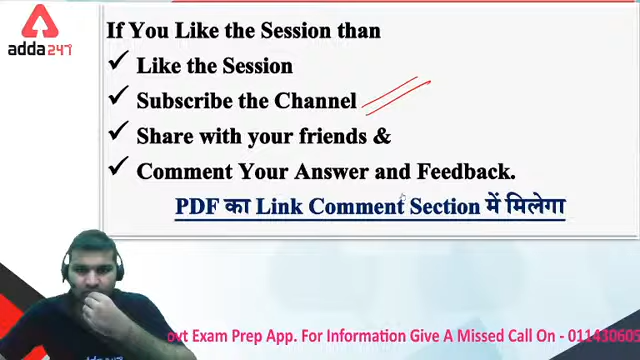 adda247
If You Like the Session than
Like the Session
Subscribe the Channel
Share with your friends &
Comment Your Answer and Feedback.
PDF का Link Comment Section में मिलेगा
ovt Exam Prep App. For Information Give A Missed Call On - 011430605